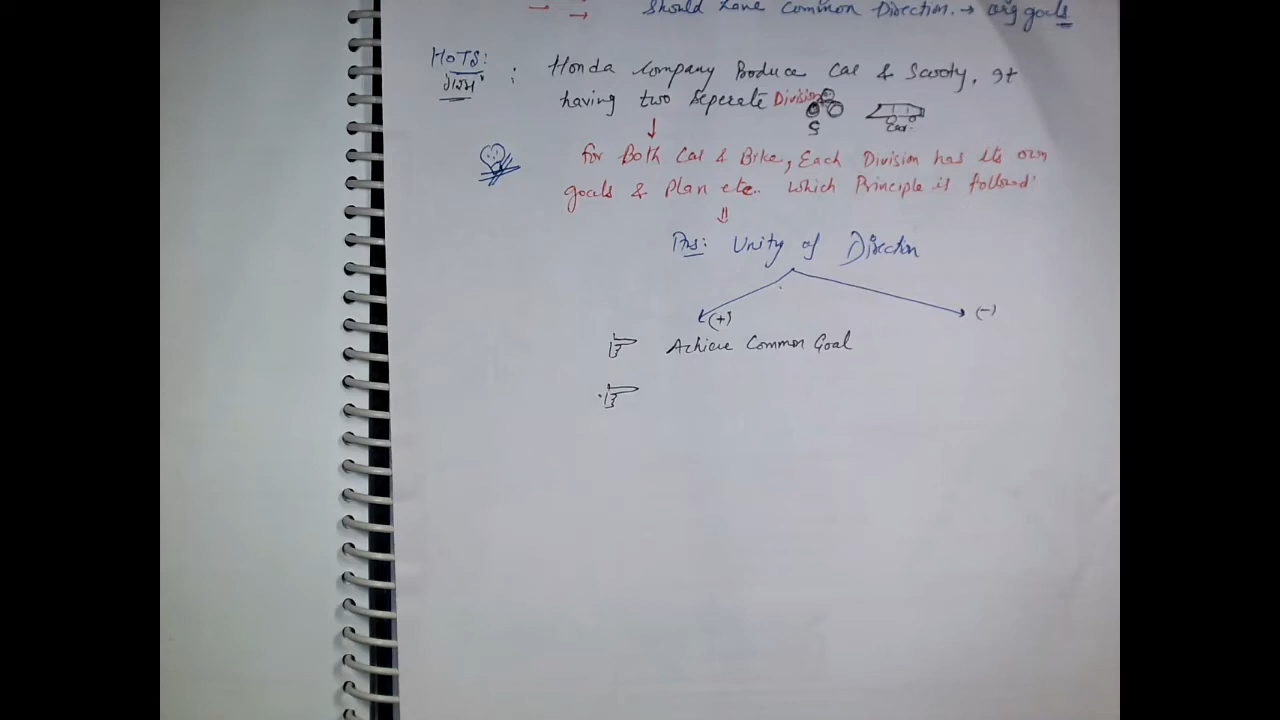 → → Should have Common Direction. → org goals
HOTS: : Honda Company Produce Car & Scooty, It
having two Seperate Division
S Car
for Both Car & Bike, Each Division has its own
goals & Plan etc.. which Principle is followed
Ans: Unity of Direction
(+) (-)
Achieve Common Goal